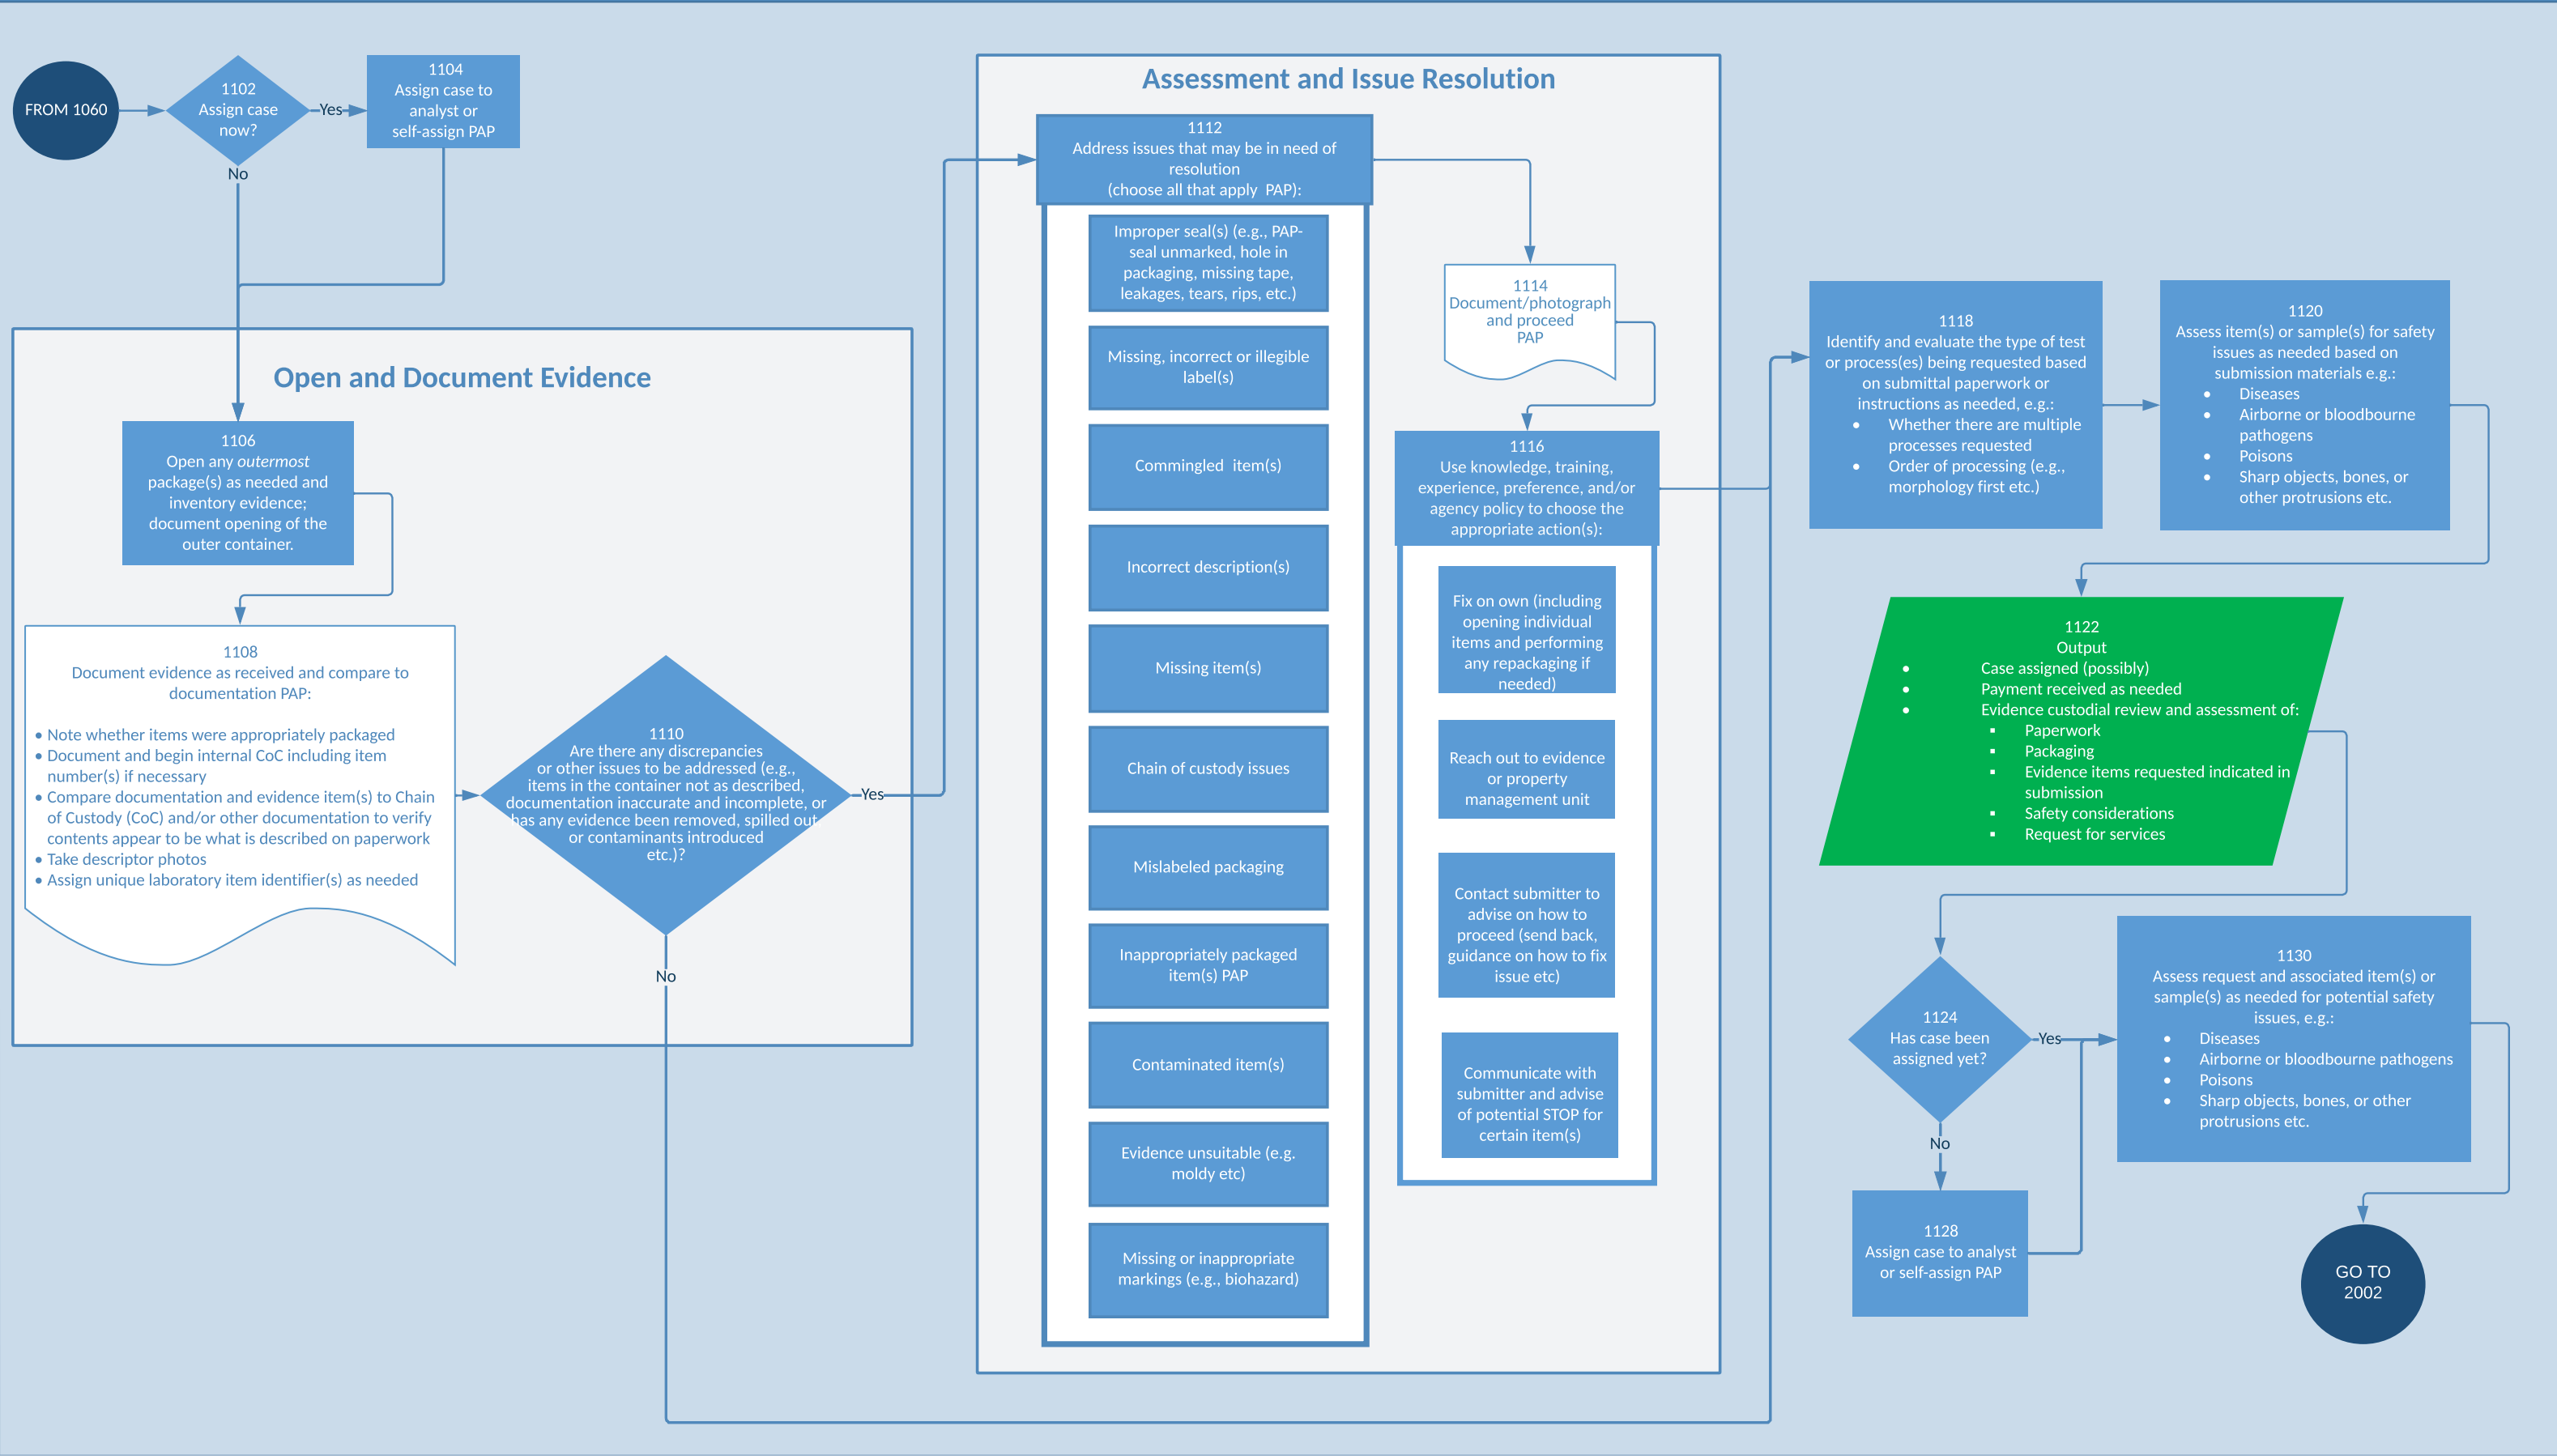 FROM 1060
1102
Assign case
now?
Yes
No
1104
Assign case to
analyst or
self-assign PAP
Open and Document Evidence
1106
Open any outermost
package(s) as needed and
inventory evidence;
document opening of the
outer container.
1108
Document evidence as received and compare to
documentation PAP:
• Note whether items were appropriately packaged
• Document and begin internal CoC including item
number(s) if necessary
• Compare documentation and evidence item(s) to Chain
of Custody (CoC) and/or other documentation to verify
contents appear to be what is described on paperwork
• Take descriptor photos
• Assign unique laboratory item identifier(s) as needed
1110
Are there any discrepancies
or other issues to be addressed (e.g.,
items in the container not as described,
documentation inaccurate and incomplete, or
has any evidence been removed, spilled out,
or contaminants introduced
etc.)?
Yes
No
Assessment and Issue Resolution
1112
Address issues that may be in need of
resolution
(choose all that apply PAP):
Improper seal(s) (e.g., PAP-
seal unmarked, hole in
packaging, missing tape,
leakages, tears, rips, etc.)
Missing, incorrect or illegible
label(s)
Commingled item(s)
Incorrect description(s)
Missing item(s)
Chain of custody issues
Mislabeled packaging
Inappropriately packaged
item(s) PAP
Contaminated item(s)
Evidence unsuitable (e.g.
moldy etc)
Missing or inappropriate
markings (e.g., biohazard)
1114
Document/photograph
and proceed
PAP
1116
Use knowledge, training,
experience, preference, and/or
agency policy to choose the
appropriate action(s):
Fix on own (including
opening individual
items and performing
any repackaging if
needed)
Reach out to evidence
or property
management unit
Contact submitter to
advise on how to
proceed (send back,
guidance on how to fix
issue etc)
Communicate with
submitter and advise
of potential STOP for
certain item(s)
1118
Identify and evaluate the type of test
or process(es) being requested based
on submittal paperwork or
instructions as needed, e.g.:
• Whether there are multiple
processes requested
• Order of processing (e.g.,
morphology first etc.)
1120
Assess item(s) or sample(s) for safety
issues as needed based on
submission materials e.g.:
• Diseases
• Airborne or bloodbourne
pathogens
• Poisons
• Sharp objects, bones, or
other protrusions etc.
1122
Output
• Case assigned (possibly)
• Payment received as needed
• Evidence custodial review and assessment of:
▪ Paperwork
▪ Packaging
▪ Evidence items requested indicated in
submission
▪ Safety considerations
▪ Request for services
1124
Has case been
assigned yet?
Yes
No
1128
Assign case to analyst
or self-assign PAP
1130
Assess request and associated item(s) or
sample(s) as needed for potential safety
issues, e.g.:
• Diseases
• Airborne or bloodbourne pathogens
• Poisons
• Sharp objects, bones, or other
protrusions etc.
GO TO
2002